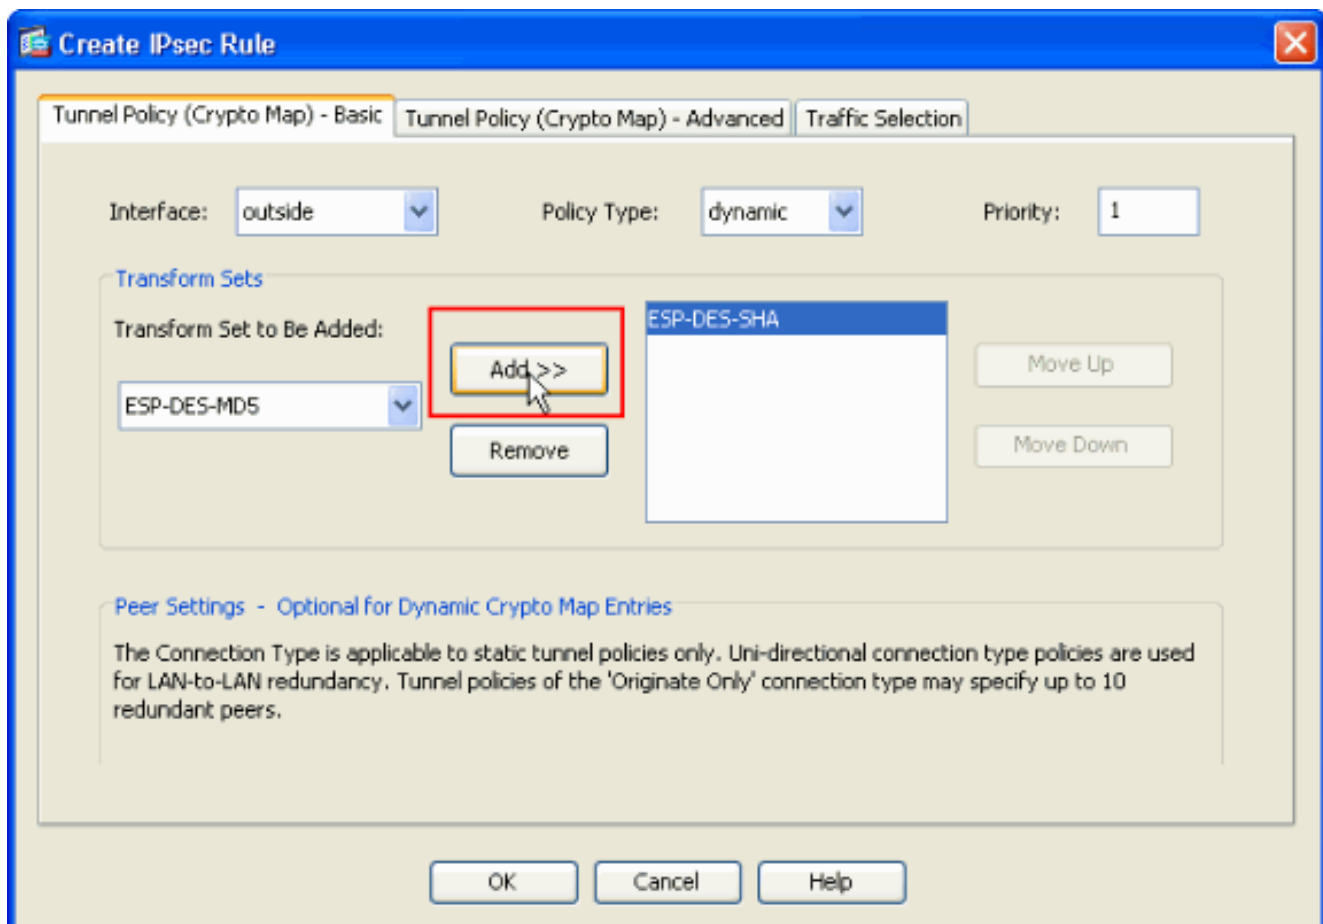 Create IPsec Rule
Tunnel Policy (Crypto Map) - Basic Tunnel Policy (Crypto Map) - Advanced Traffic Selection
Interface: outside Policy Type: dynamic Priority: 1
Transform Sets
Transform Set to Be Added:
ESP-DES-SHA
Add >>
Move Up
ESP-DES-MD5
Remove
Move Down
Peer Settings - Optional for Dynamic Crypto Map Entries
The Connection Type is applicable to static tunnel policies only. Uni-directional connection type policies are used
for LAN-to-LAN redundancy. Tunnel policies of the 'Originate Only' connection type may specify up to 10
redundant peers.
OK Cancel Help